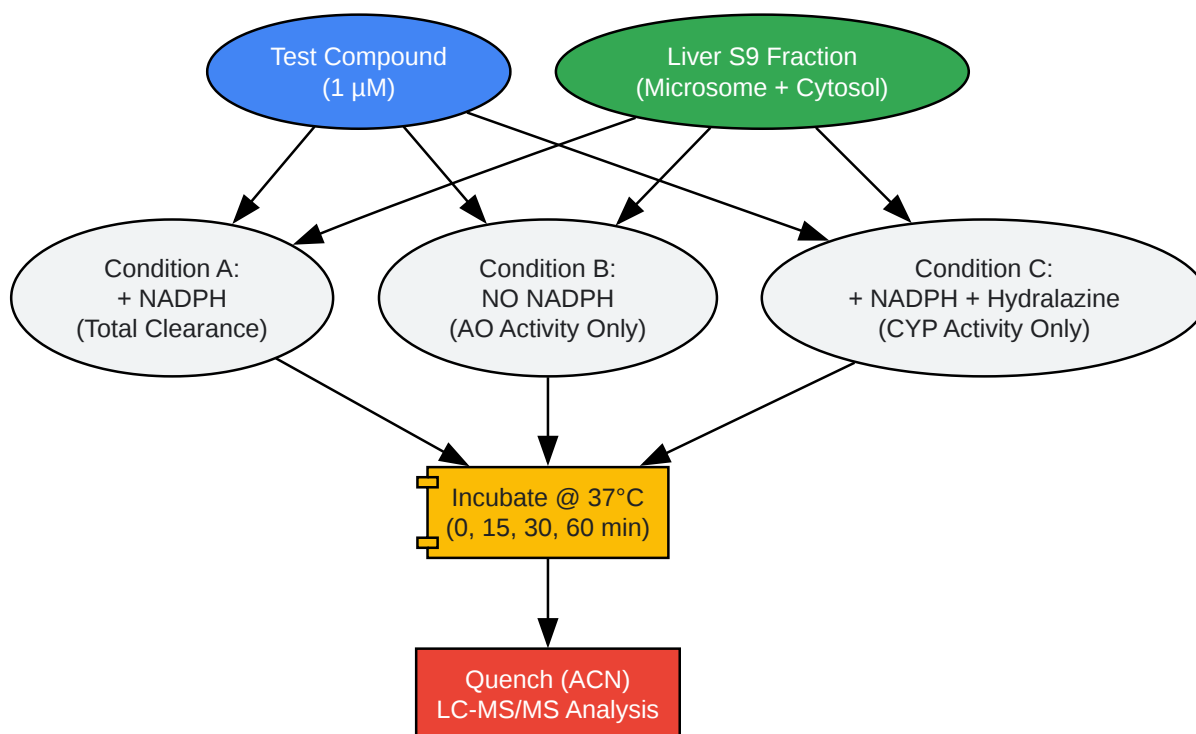 Test Compound
(1 µM)
Liver S9 Fraction
(Microsome + Cytosol)
Condition A:
+ NADPH
(Total Clearance)
Condition B:
NO NADPH
(AO Activity Only)
Condition C:
+ NADPH + Hydralazine
(CYP Activity Only)
Incubate @ 37°C
(0, 15, 30, 60 min)
Quench (ACN)
LC-MS/MS Analysis